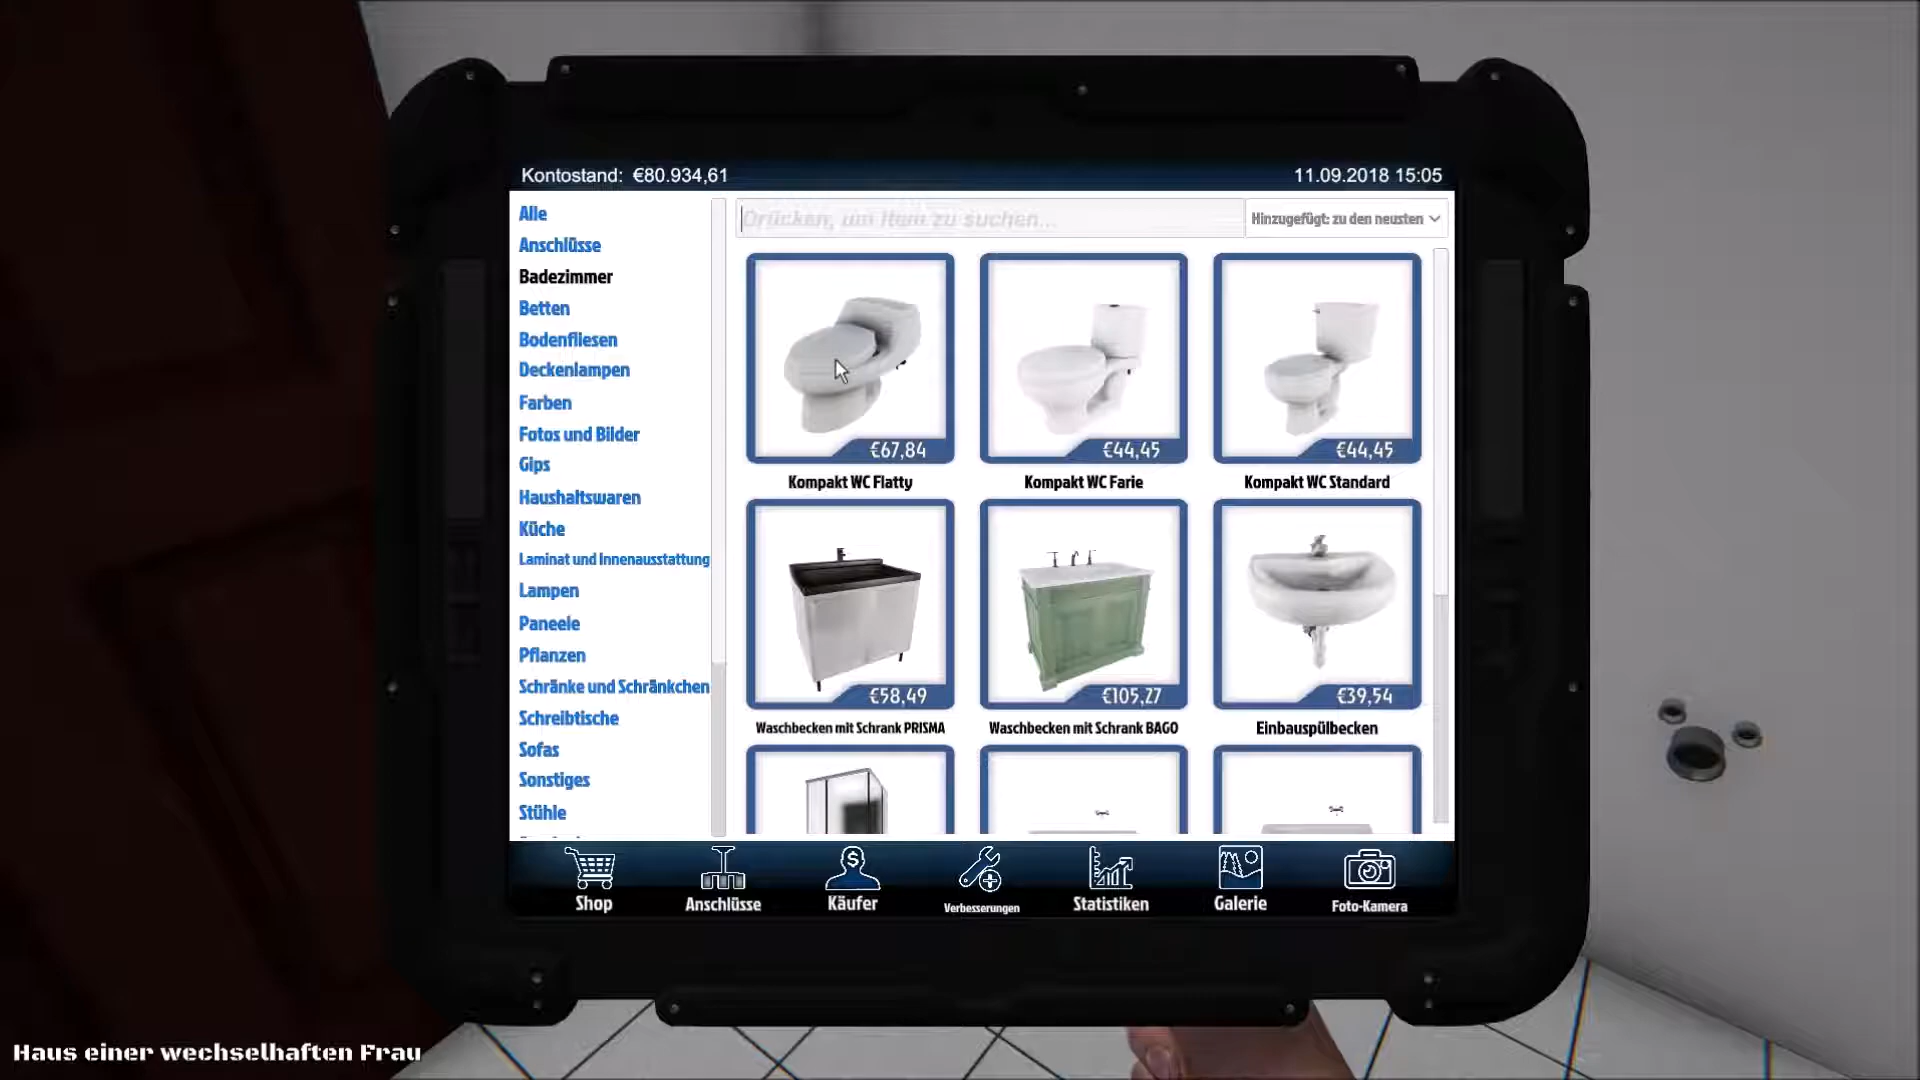 Kontostand: €80.934,61
11.09.2018 15:05
Alle
Anschlüsse
Badezimmer
Betten
Bodenfliesen
Deckenlampen
Farben
Fotos und Bilder
Gips
Haushaltswaren
Küche
Laminat und Innenausstattung
Lampen
Paneele
Pflanzen
Schränke und Schränkchen
Schreibtische
Sofas
Sonstiges
Stühle
Drücken, um Item zu suchen...
Hinzugefügt: zu den neusten
€67,84
€44,45
€44,45
Kompakt WC Flatty
Kompakt WC Farie
Kompakt WC Standard
€58,49
€105,27
€39,54
Waschbecken mit Schrank PRISMA
Waschbecken mit Schrank BAGO
Einbauspülbecken
Shop
Anschlüsse
Käufer
Verbesserungen
Statistiken
Galerie
Foto-Kamera
Haus einer wechselhaften Frau